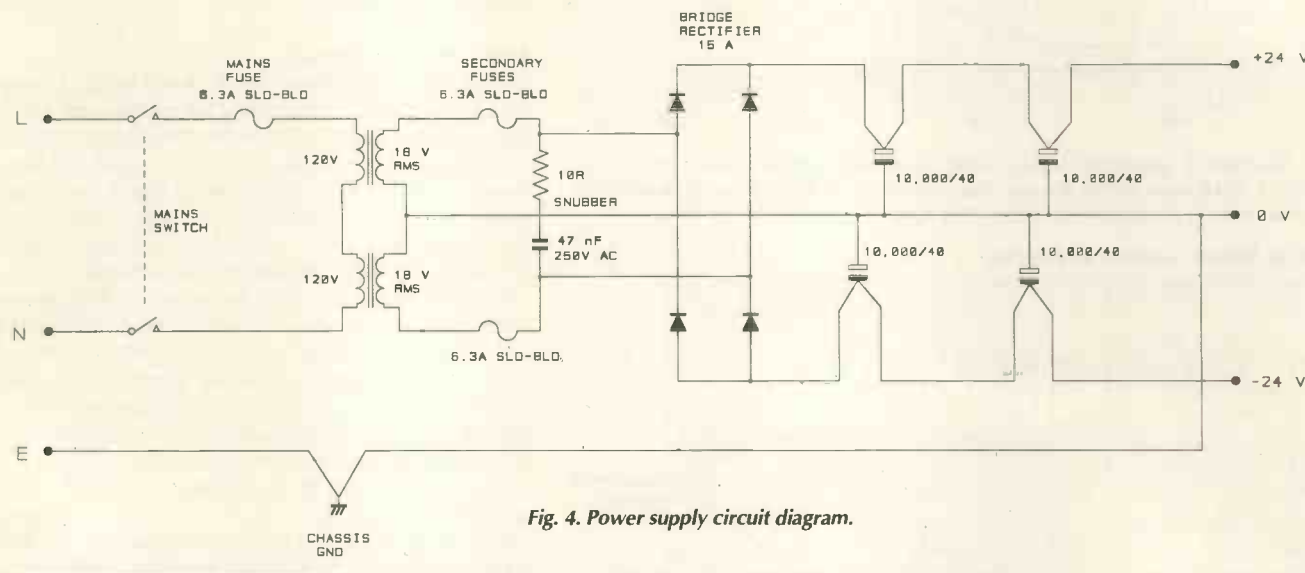 BRIDGE
RECTIFIER
15 A
+24 V
MAINS
FUSE
6.3A SLO-BLO
SECONDARY
FUSES
6.3A SLO-BLO
L
120V
18 V
RMS
10R
SNUBBER
10,000/40
10,000/40
MAINS
SWITCH
0 V
47 nF
250V AC
10,000/40
10,000/40
120V
18 V
RMS
N
6.3A SLO-BLO
-24 V
E
CHASSIS
GND
Fig. 4. Power supply circuit diagram.